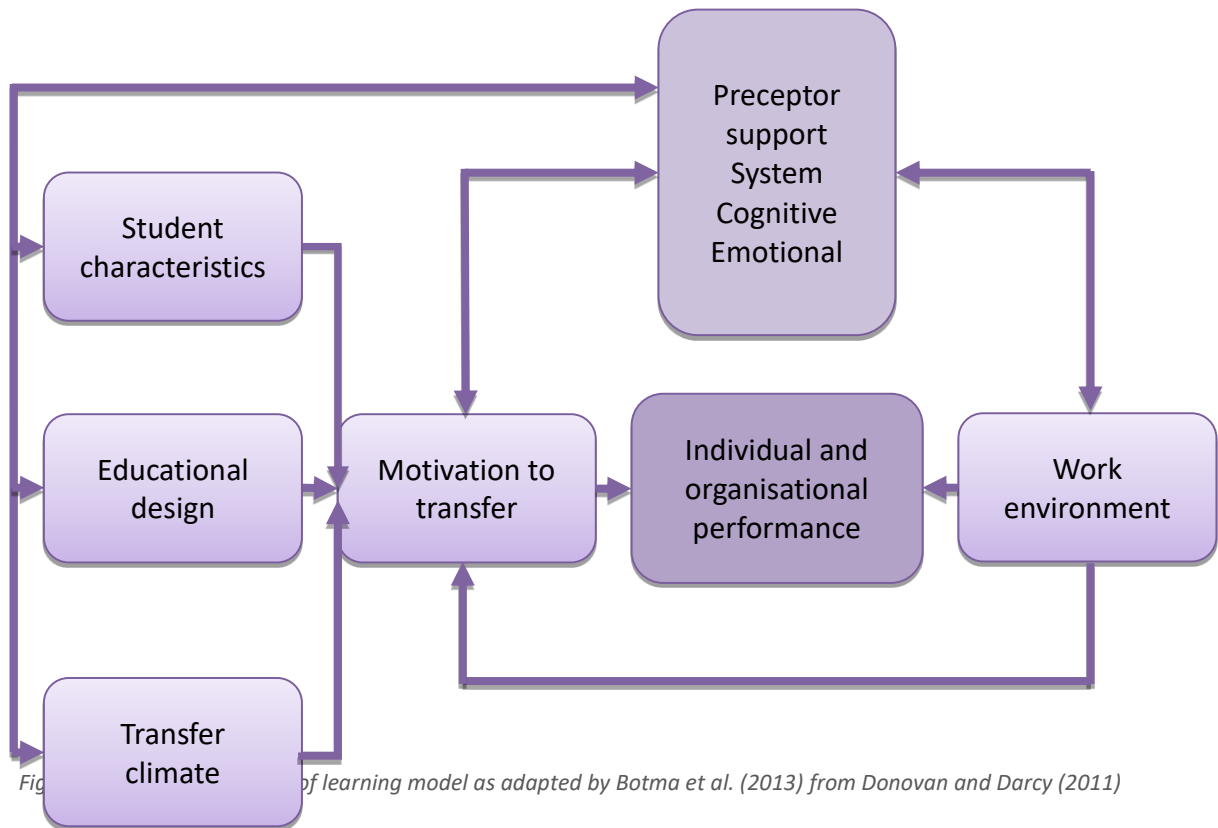 Preceptor
support
System
Cognitive
Emotional
Student
characteristics
Educational
design
Motivation to
transfer
Individual and
organisational
performance
Work
environment
Transfer
climate
of learning model as adapted by Botma et al. (2013) from Donovan and Darcy (2011)